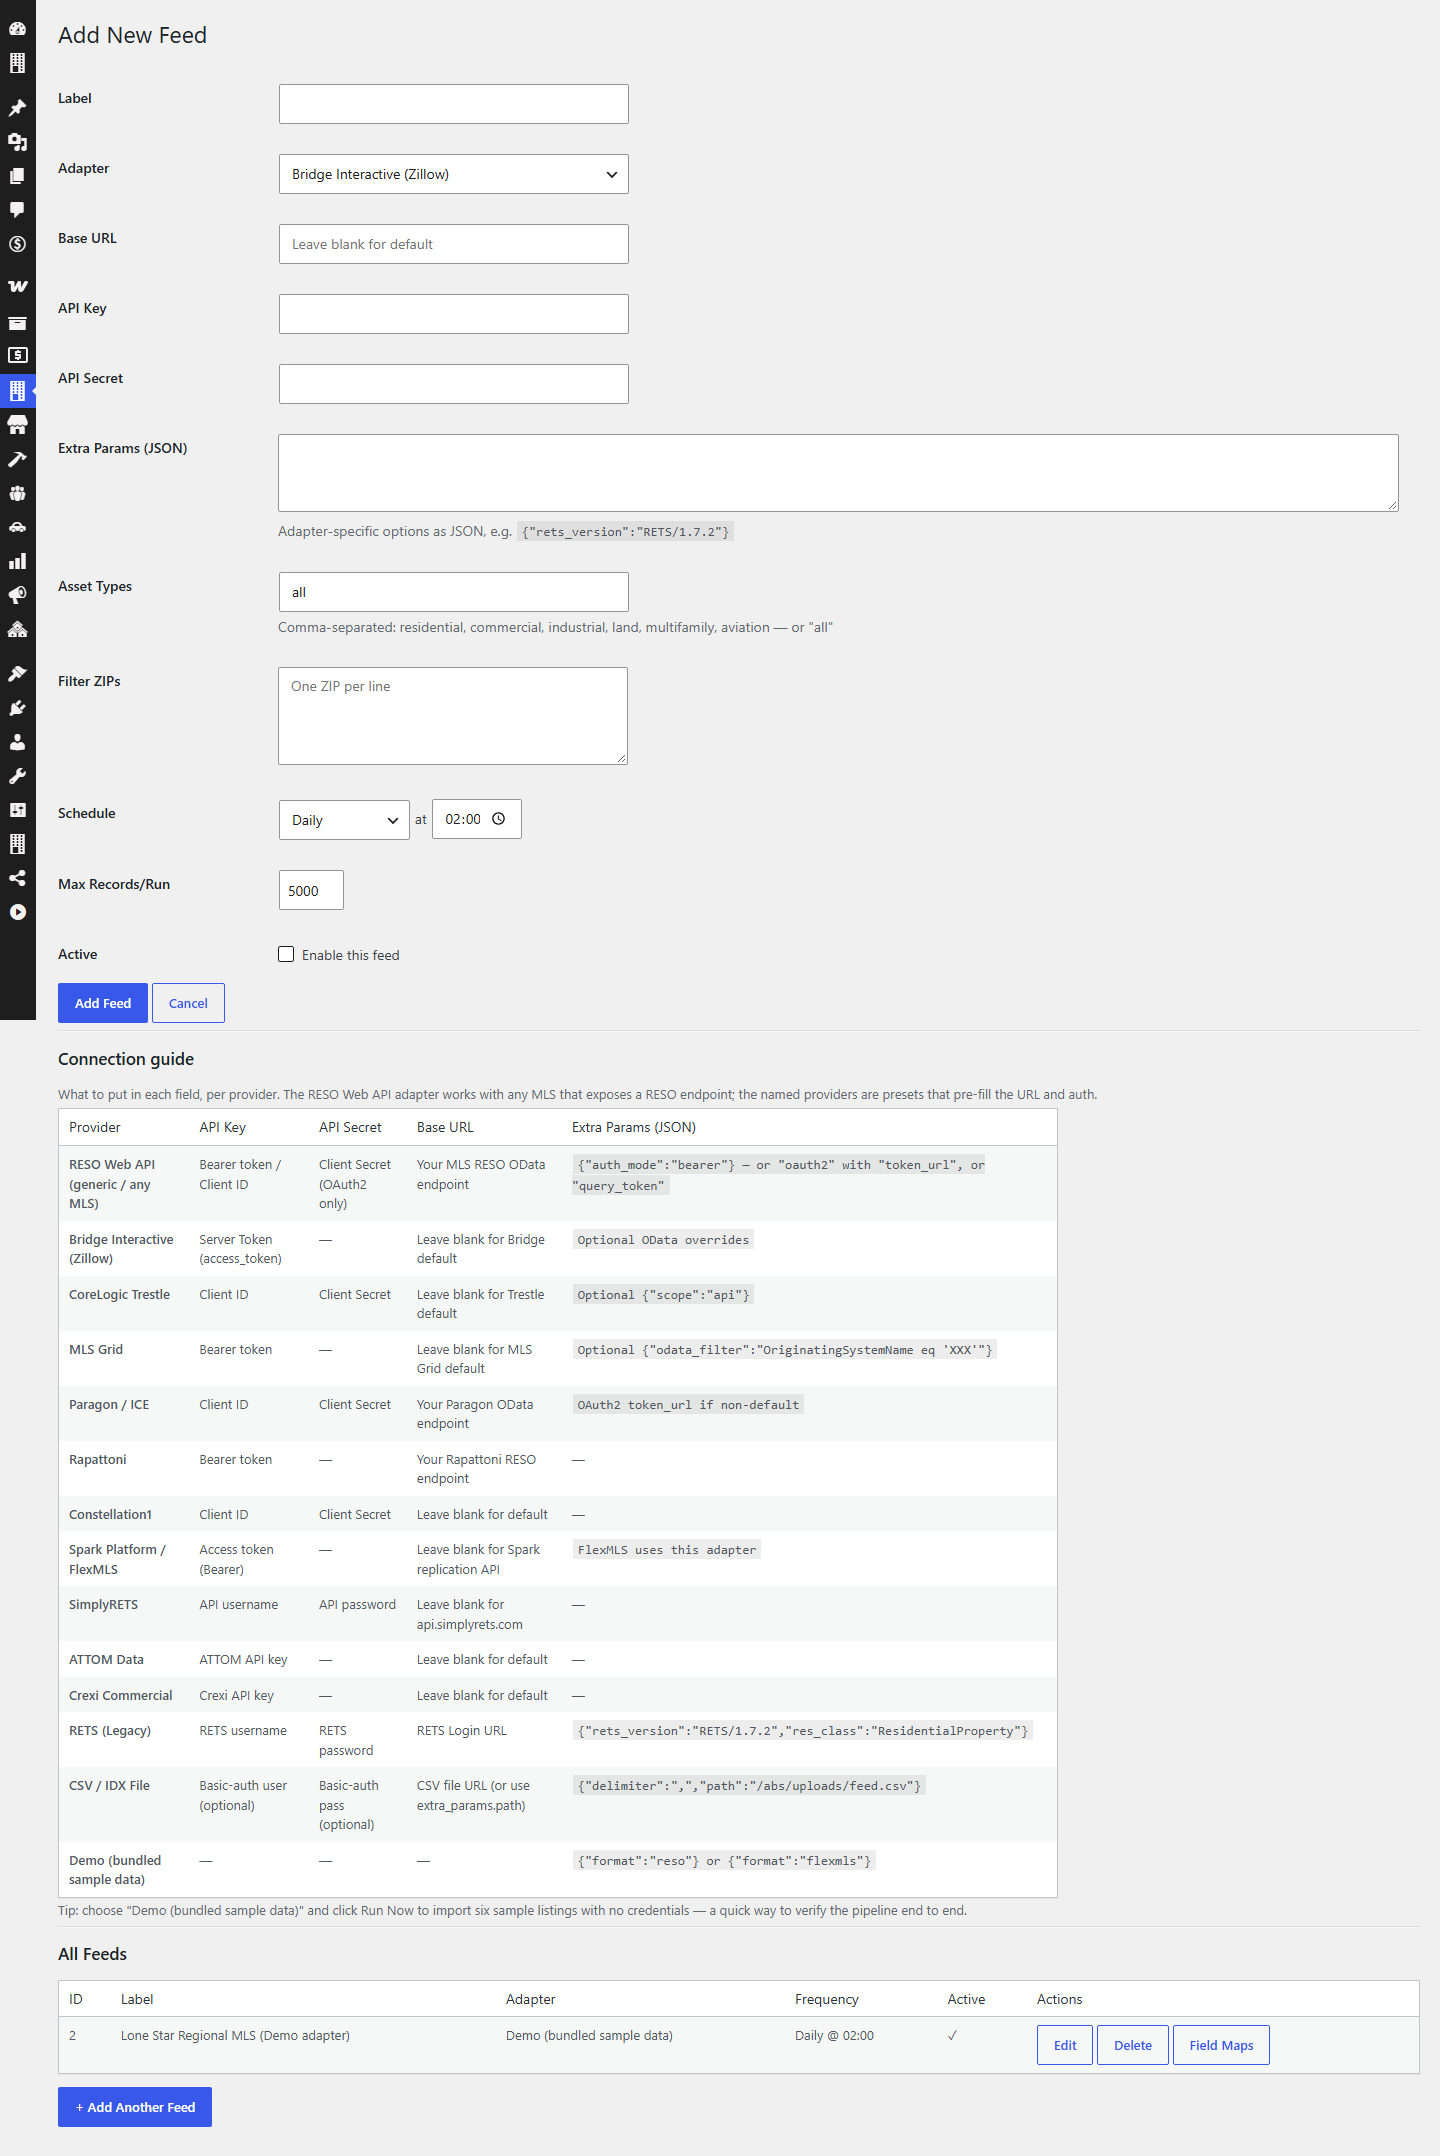 Add New Feed
Label
Adapter
Bridge Interactive (Zillow)
Base URL
Leave blank for default
API Key
API Secret
Extra Params (JSON)
Adapter-specific options as JSON, e.g. {"rets_version":"RETS/1.7.2"}
Asset Types
all
Comma-separated: residential, commercial, industrial, land, multifamily, aviation — or "all"
Filter ZIPs
One ZIP per line
Schedule
Daily at 02:00
Max Records/Run
5000
Active
Enable this feed
Add Feed Cancel
Connection guide
What to put in each field, per provider. The RESO Web API adapter works with any MLS that exposes a RESO endpoint; the named providers are presets that pre-fill the URL and auth.
Provider API Key API Secret Base URL Extra Params (JSON)
RESO Web API Bearer token / Client Secret Your MLS RESO OData {"auth_mode":"bearer"} — or "oauth2" with "token_url", or
(generic / any Client ID (OAuth2 endpoint "query_token"
MLS) only)
Bridge Interactive Server Token — Leave blank for Bridge Optional OData overrides
(Zillow) (access_token) default
CoreLogic Trestle Client ID Client Secret Leave blank for Trestle Optional {"scope":"api"}
default
MLS Grid Bearer token — Leave blank for MLS Optional {"odata_filter":"OriginatingSystemName eq 'XXX'"}
Grid default
Paragon / ICE Client ID Client Secret Your Paragon OData OAuth2 token_url if non-default
endpoint
Rapattoni Bearer token — Your Rapattoni RESO —
endpoint
Constellation1 Client ID Client Secret Leave blank for default —
Spark Platform / Access token — Leave blank for Spark FlexMLS uses this adapter
FlexMLS (Bearer) replication API
SimplyRETS API username API password Leave blank for —
api.simplyrets.com
ATTOM Data ATTOM API key — Leave blank for default —
Crexi Commercial Crexi API key — Leave blank for default —
RETS (Legacy) RETS username RETS RETS Login URL {"rets_version":"RETS/1.7.2","res_class":"ResidentialProperty"}
password
CSV / IDX File Basic-auth user Basic-auth CSV file URL (or use {"delimiter":",","path":"/abs/uploads/feed.csv"}
(optional) pass extra_params.path)
(optional)
Demo (bundled — — — {"format":"reso"} or {"format":"flexmls"}
sample data)
Tip: choose "Demo (bundled sample data)" and click Run Now to import six sample listings with no credentials — a quick way to verify the pipeline end to end.
All Feeds
ID Label Adapter Frequency Active Actions
2 Lone Star Regional MLS (Demo adapter) Demo (bundled sample data) Daily @ 02:00 ✓ Edit Delete Field Maps
+ Add Another Feed